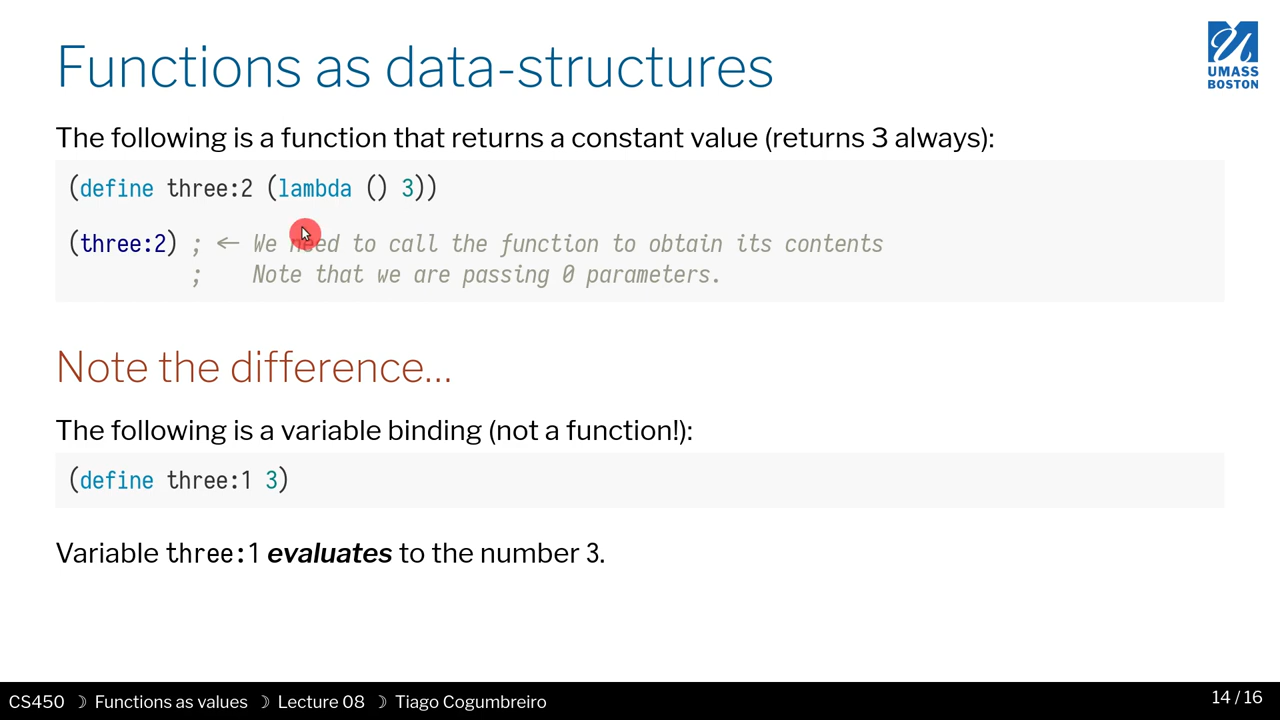 Functions as data-structures
UMASS
BOSTON
The following is a function that returns a constant value (returns 3 always):
(define three:2 (lambda () 3))
(three:2) ; ← We need to call the function to obtain its contents
; Note that we are passing 0 parameters.
Note the difference...
The following is a variable binding (not a function!):
(define three:1 3)
Variable three:1 evaluates to the number 3.
CS450 ☽ Functions as values ☽ Lecture 08 ☽ Tiago Cogumbreiro
14 / 16